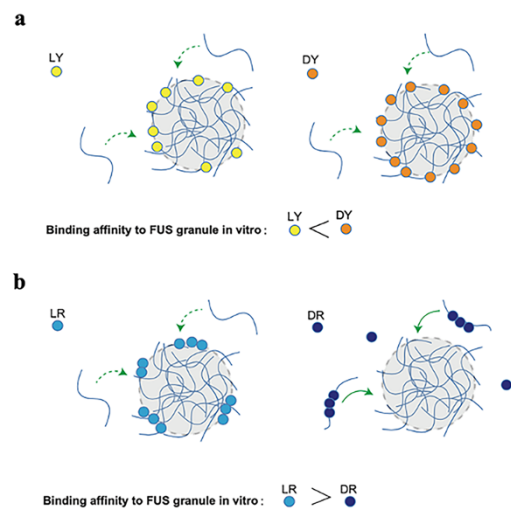 a
LY
DY
Binding affinity to FUS granule in vitro : LY < DY
b
LR
DR
Binding affinity to FUS granule in vitro : LR > DR